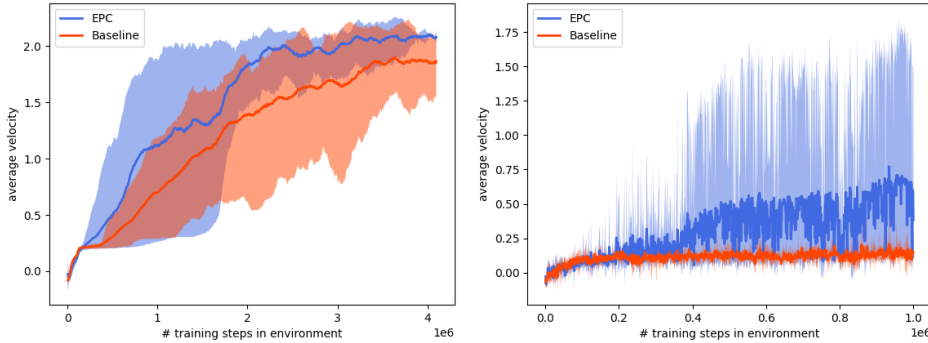 EPC
Baseline
average velocity
2.0
1.5
1.0
0.5
0.0
0
1
2
3
4
1e6
# training steps in environment
EPC
Baseline
average velocity
1.75
1.50
1.25
1.00
0.75
0.50
0.25
0.00
0.0
0.2
0.4
0.6
0.8
1.0
1e6
# training steps in environment